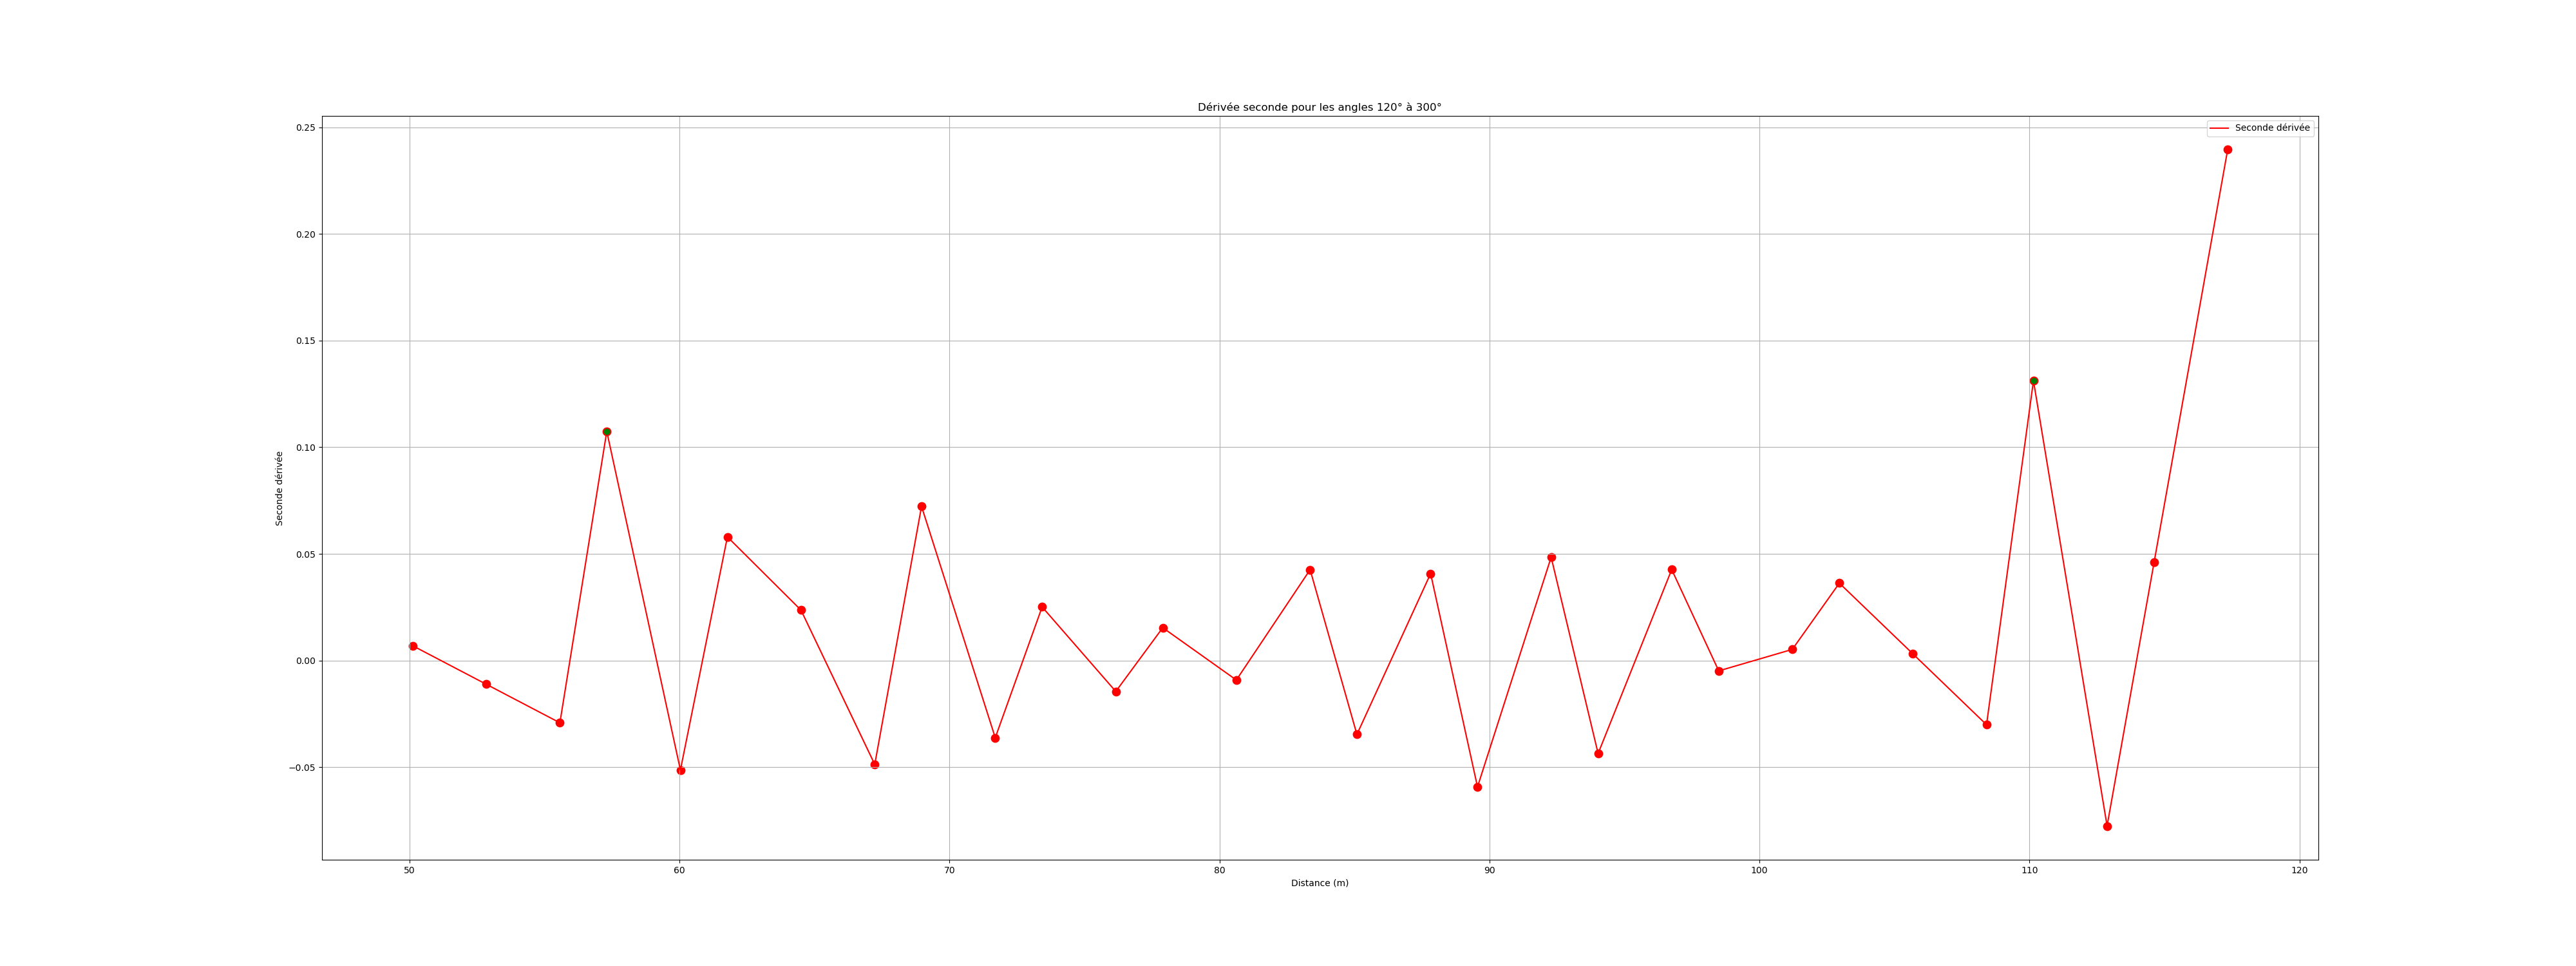 Dérivée seconde pour les angles 120° à 300°
Seconde dérivée
0.25
0.20
0.15
0.10
0.05
0.00
−0.05
Seconde dérivée
50 60 70 80 90 100 110 120
Distance (m)